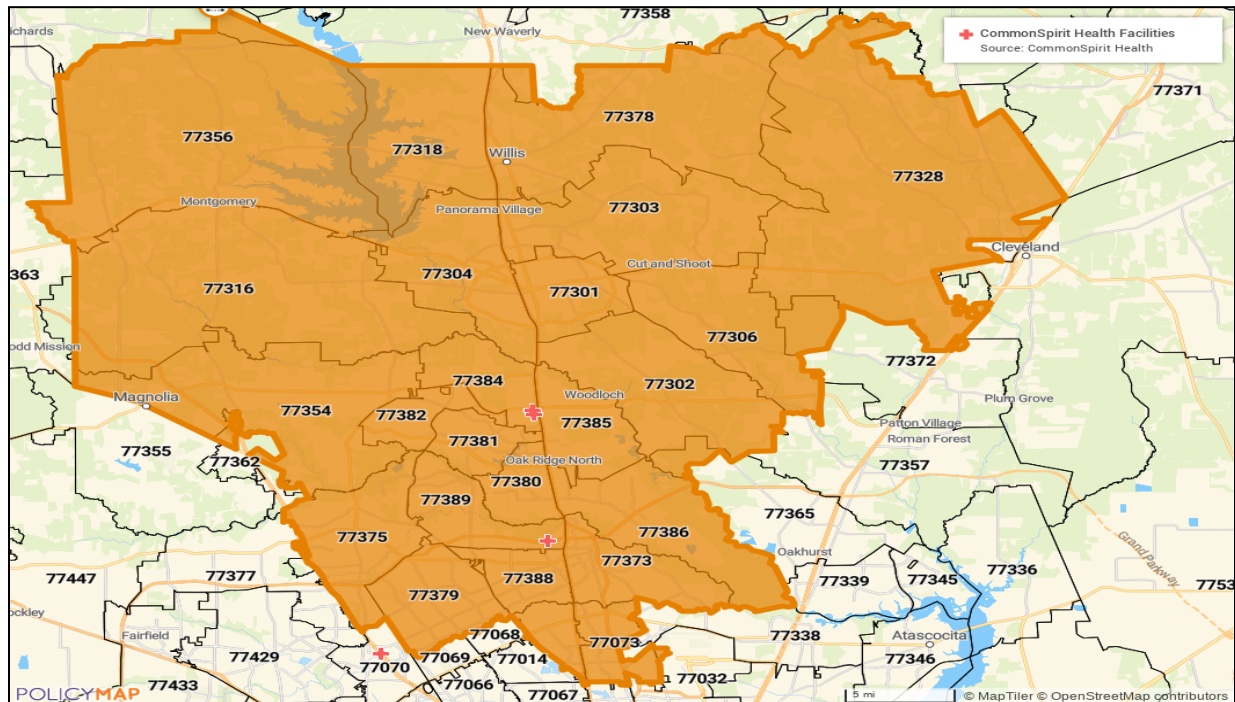 77358
ichards
New Waverly
CommonSpirit Health Facilities
Source: CommonSpirit Health
77371
77378
77356
77318
Willis
77328
Montgomery
Panorama Village
77303
Cleveland
363
77304
Cut and Shoot
77316
77301
77306
odd Mission
77372
77384
77302
Magnolia
Woodloch
Plum Grove
77354
77382
77385
Patton Village
77355
77381
Roman Forest
77362
Oak Ridge North
77357
77380
77389
77365
77375
77386
Grand Parkway
Oakhurst
77373
77336
77447
77377
77388
77339
77345
7753
77379
ockley
Fairfield
77068
77073
77338
Atascocita
77429
77070
77069
77014
77346
77433
77066
77067
77032
POLICYMAP
5 mi
© MapTiler © OpenStreetMap contributors